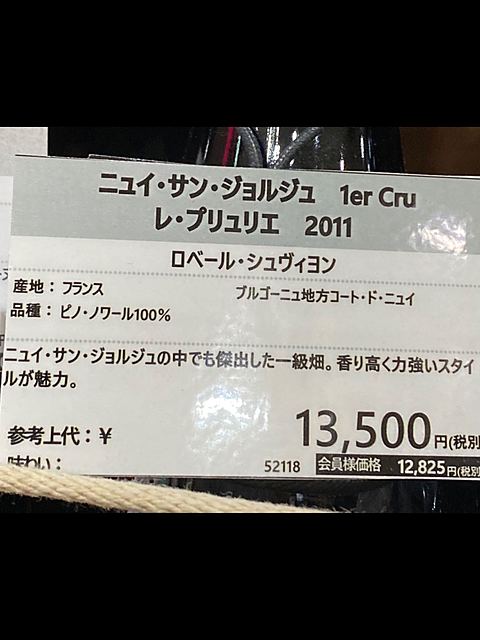 ニュイ・サン・ジョルジュ 1er Cru
レ・プリュリエ 2011
ロベール・シュヴィヨン
産地： フランス ブルゴーニュ地方コート・ド・ニュイ
品種： ピノ・ノワール100％
ニュイ・サン・ジョルジュの中でも傑出した一級畑。香り高く力強いスタイ
ルが魅力。
参考上代：￥ 13,500円(税別
味わい： 52118 会員様価格 12,825円(税別